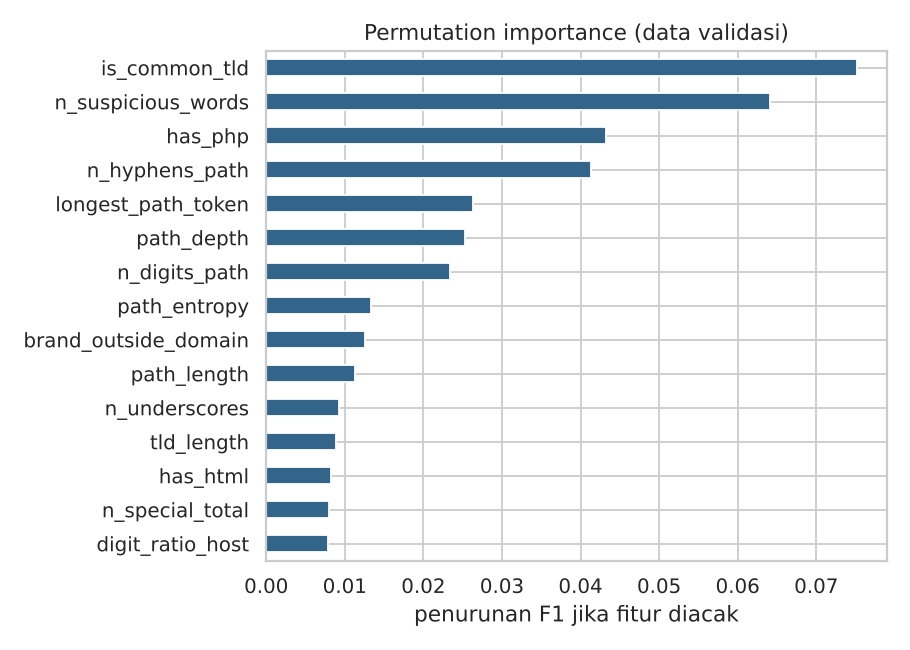 Permutation importance (data validasi)
is_common_tld
n_suspicious_words
has_php
n_hyphens_path
longest_path_token
path_depth
n_digits_path
path_entropy
brand_outside_domain
path_length
n_underscores
tld_length
has_html
n_special_total
digit_ratio_host
0.00 0.01 0.02 0.03 0.04 0.05 0.06 0.07
penurunan F1 jika fitur diacak